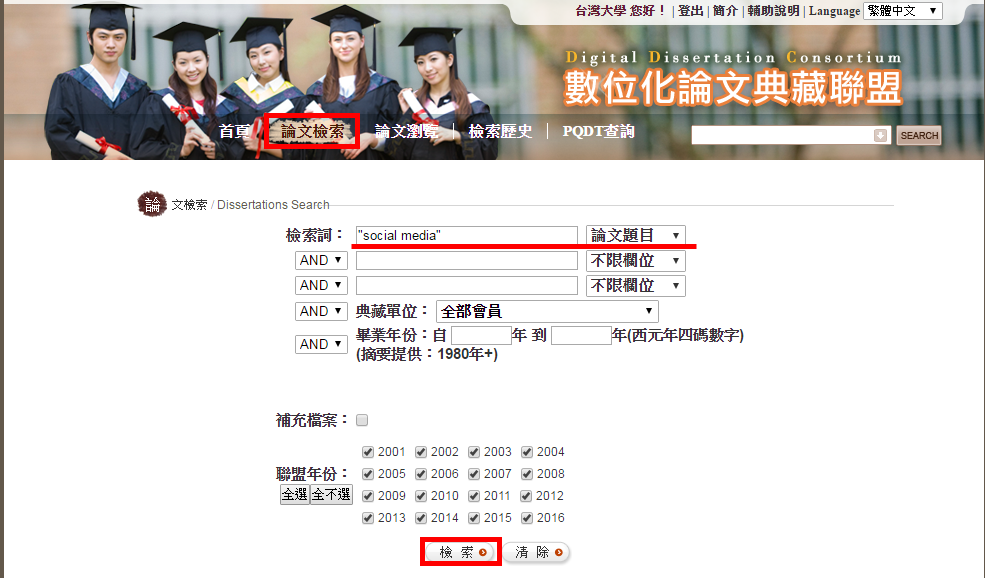 台灣大學 您好！ | 登出 | 簡介 | 輔助說明 | Language 繁體中文
Digital Dissertation Consortium
數位化論文典藏聯盟
首頁 論文檢索 論文瀏覽 | 檢索歷史 | PQDT查詢 SEARCH
論文檢索 / Dissertations Search
檢索詞： "social media" 論文題目
AND 不限欄位
AND 不限欄位
AND 典藏單位： 全部會員
AND 畢業年份：自 年 到 年(西元年四碼數字)
(摘要提供：1980年+)
補充檔案：
聯盟年份：
全選 全不選
2001 2002 2003 2004
2005 2006 2007 2008
2009 2010 2011 2012
2013 2014 2015 2016
檢 索 清 除